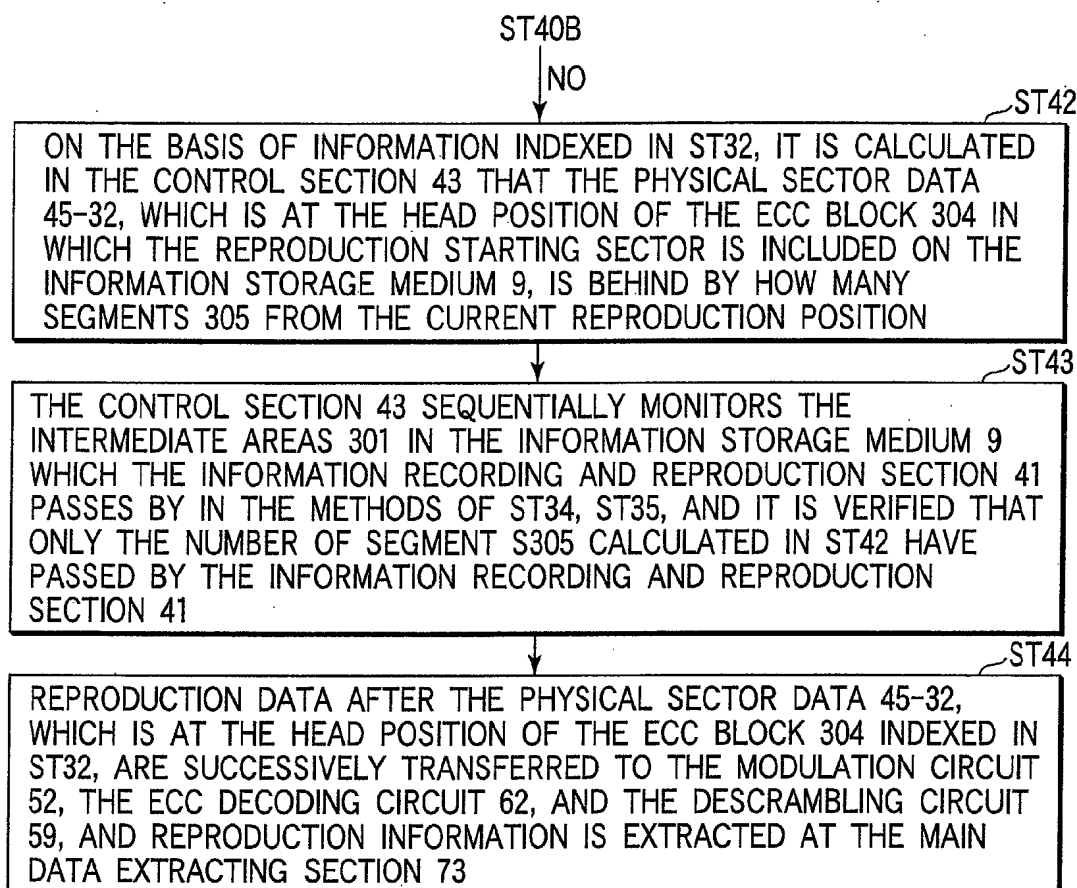 ST40B
NO
ST42
ON THE BASIS OF INFORMATION INDEXED IN ST32, IT IS CALCULATED
IN THE CONTROL SECTION 43 THAT THE PHYSICAL SECTOR DATA
45-32, WHICH IS AT THE HEAD POSITION OF THE ECC BLOCK 304 IN
WHICH THE REPRODUCTION STARTING SECTOR IS INCLUDED ON THE
INFORMATION STORAGE MEDIUM 9, IS BEHIND BY HOW MANY
SEGMENTS 305 FROM THE CURRENT REPRODUCTION POSITION
ST43
THE CONTROL SECTION 43 SEQUENTIALLY MONITORS THE
INTERMEDIATE AREAS 301 IN THE INFORMATION STORAGE MEDIUM 9
WHICH THE INFORMATION RECORDING AND REPRODUCTION SECTION 41
PASSES BY IN THE METHODS OF ST34, ST35, AND IT IS VERIFIED THAT
ONLY THE NUMBER OF SEGMENT S305 CALCULATED IN ST42 HAVE
PASSED BY THE INFORMATION RECORDING AND REPRODUCTION
SECTION 41
ST44
REPRODUCTION DATA AFTER THE PHYSICAL SECTOR DATA 45-32,
WHICH IS AT THE HEAD POSITION OF THE ECC BLOCK 304 INDEXED IN
ST32, ARE SUCCESSIVELY TRANSFERRED TO THE MODULATION CIRCUIT
52, THE ECC DECODING CIRCUIT 62, AND THE DESCRAMBLING CIRCUIT
59, AND REPRODUCTION INFORMATION IS EXTRACTED AT THE MAIN
DATA EXTRACTING SECTION 73